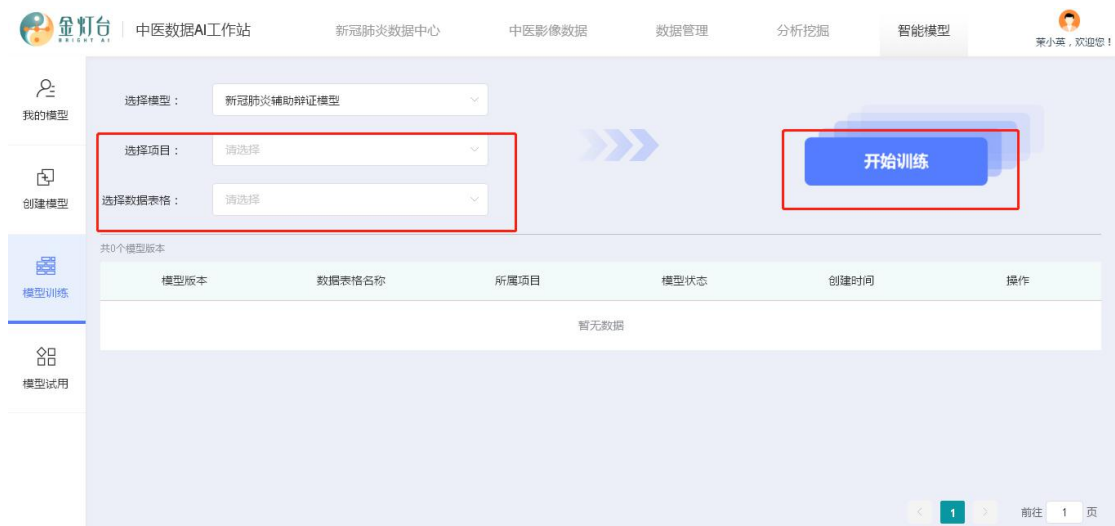 金灯台
BRIGHT AI
中医数据AI工作站
新冠肺炎数据中心
中医影像数据
数据管理
分析挖掘
智能模型
茉小英，欢迎您！
我的模型
创建模型
模型训练
模型试用
选择模型：
新冠肺炎辅助辩证模型
选择项目：
请选择
选择数据表格：
请选择
开始训练
共0个模型版本
模型版本 数据表格名称 所属项目 模型状态 创建时间 操作
暂无数据
1
前往 1 页